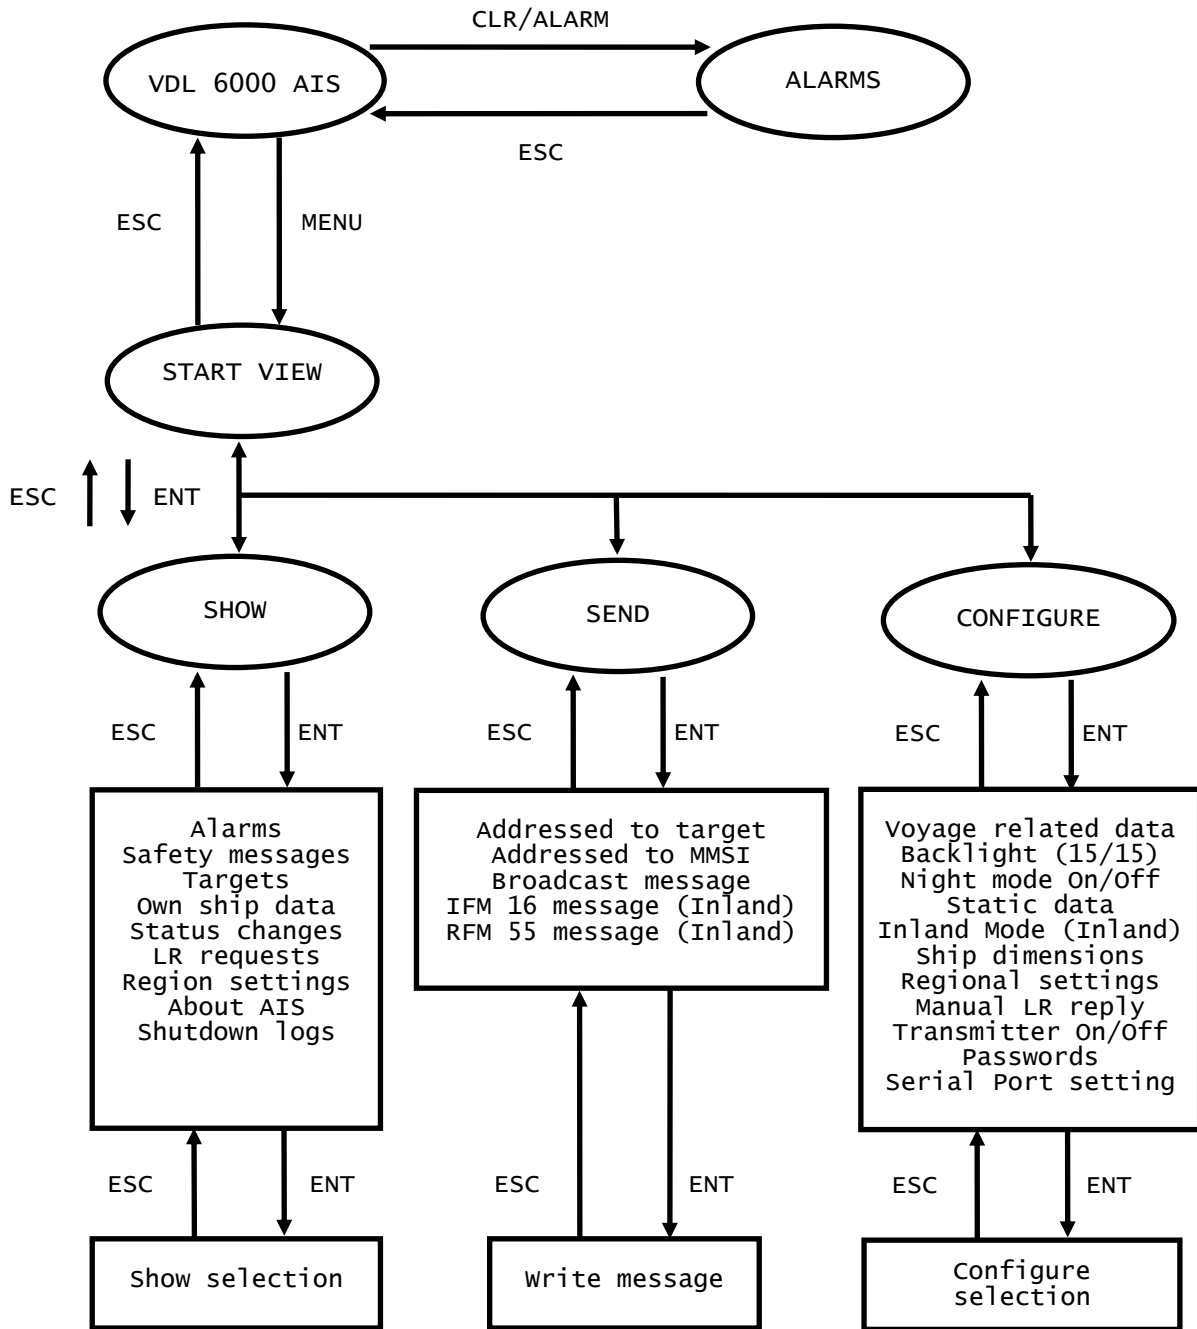 CLR/ALARM
VDL 6000 AIS
ALARMS
ESC
ESC
MENU
START VIEW
ESC
ENT
SHOW
SEND
CONFIGURE
ESC
ENT
ESC
ENT
ESC
ENT
Alarms
Safety messages
Targets
Own ship data
Status changes
LR requests
Region settings
About AIS
Shutdown logs
Addressed to target
Addressed to MMSI
Broadcast message
IFM 16 message (Inland)
RFM 55 message (Inland)
Voyage related data
Backlight (15/15)
Night mode On/Off
Static data
Inland Mode (Inland)
Ship dimensions
Regional settings
Manual LR reply
Transmitter On/Off
Passwords
Serial Port setting
ESC
ENT
ESC
ENT
ESC
ENT
Show selection
Write message
Configure
selection